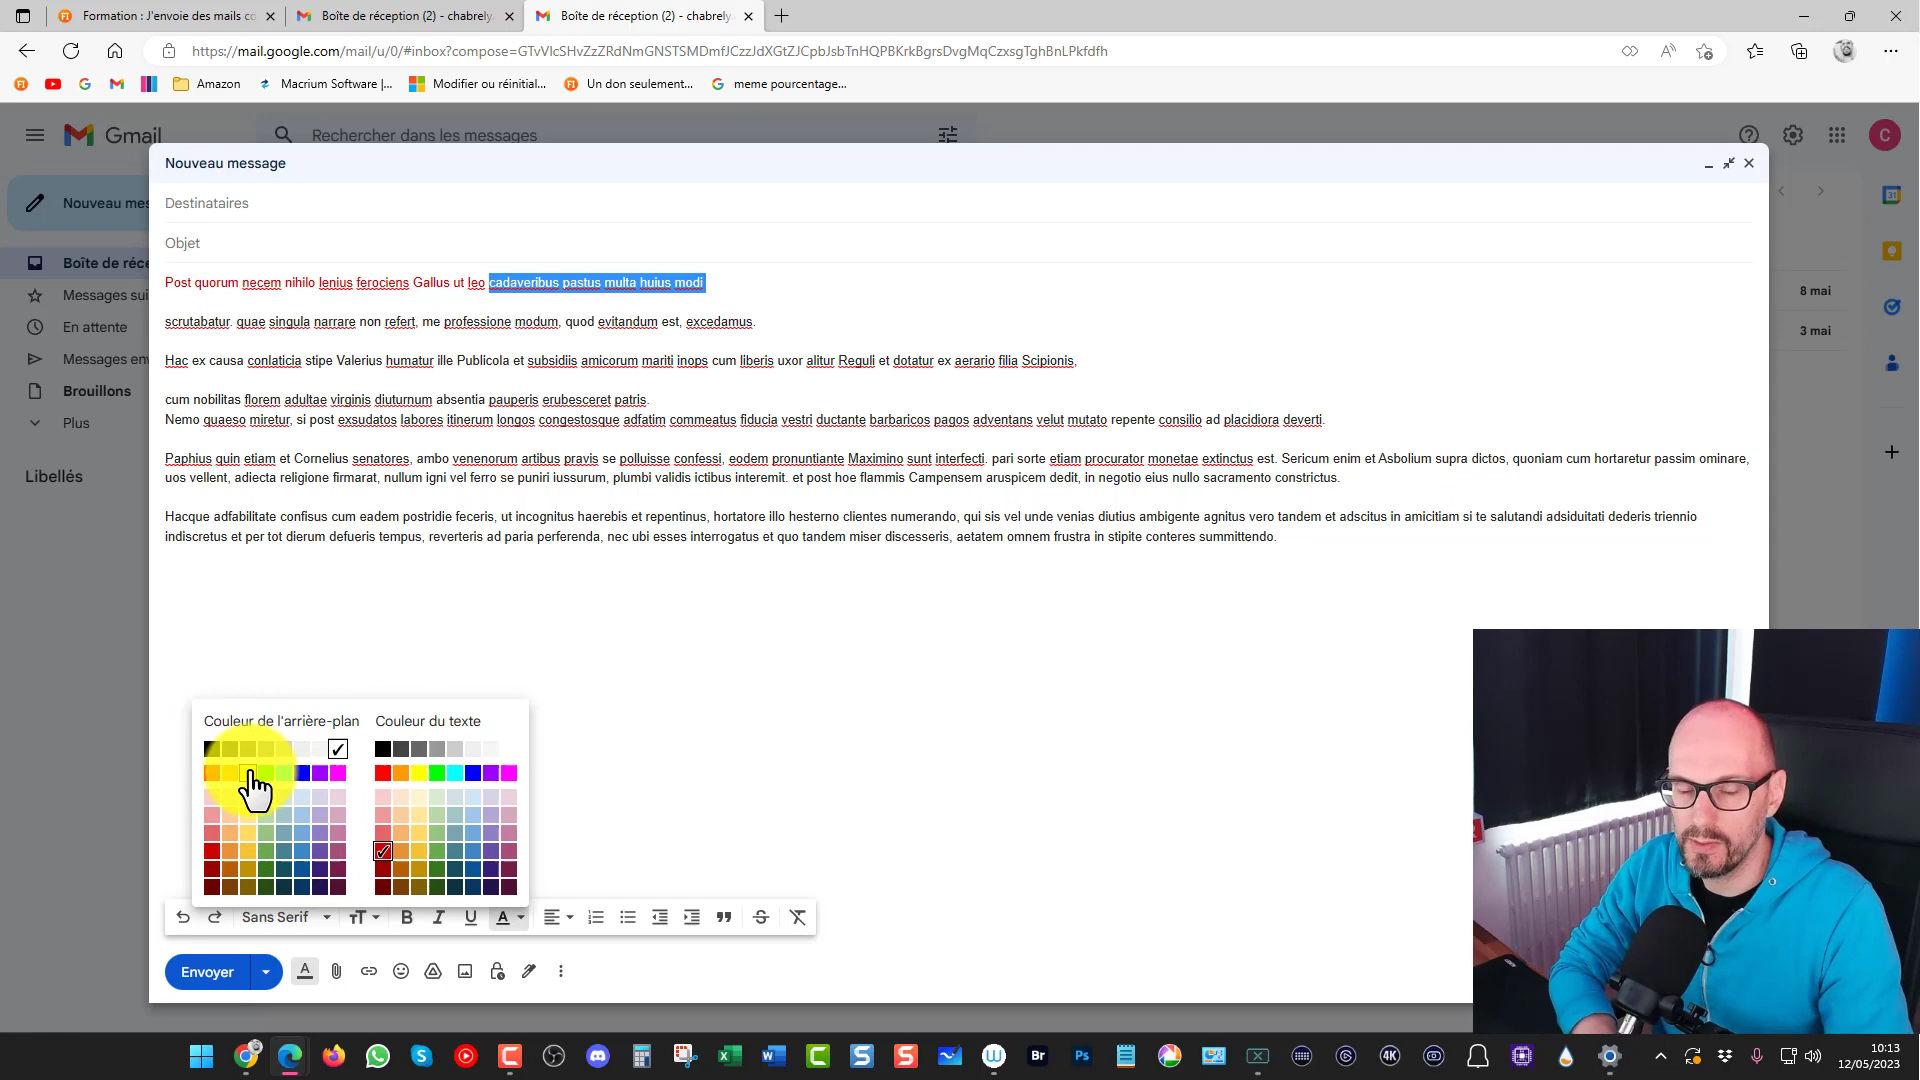 Formation : J'envoie des mails co
Boîte de réception (2) - chabrely.
Boîte de réception (2) - chabrely.
https://mail.google.com/mail/u/0/#inbox?compose=GTvVlcSHvZzZRdNmGNSTSMDmfJCzzJdXGtZJCpbJsbTnHQPBKrkBgrsDvgMqCzxsgTghBnLPkfdfh
Amazon
Macrium Software |...
Modifier ou réinitial...
Un don seulement...
meme pourcentage...
Gmail
Rechercher dans les messages
C
Nouveau message
Nouveau mes
Destinataires
Objet
Boîte de réce
Messages sui
En attente
Messages env
Brouillons
Plus
Libellés
8 mai
3 mai
31
Post quorum necem nihilo lenius ferociens Gallus ut leo cadaveribus pastus multa huius modi
scrutabatur. quae singula narrare non refert, me professione modum, quod evitandum est, excedamus.
Hac ex causa conlaticia stipe Valerius humatur ille Publicola et subsidiis amicorum mariti inops cum liberis uxor alitur Reguli et dotatur ex aerario filia Scipionis,
cum nobilitas florem adultae virginis diuturnum absentia pauperis erubesceret patris.
Nemo quaeso miretur, si post exsudatos labores itinerum longos congestosque adfatim commeatus fiducia vestri ductante barbaricos pagos adventans velut mutato repente consilio ad placidiora deverti.
Paphius quin etiam et Cornelius senatores, ambo venenorum artibus pravis se polluisse confessi, eodem pronuntiante Maximino sunt interfecti. pari sorte etiam procurator monetae extinctus est. Sericum enim et Asbolium supra dictos, quoniam cum hortaretur passim ominare,
uos vellent, adiecta religione firmarat, nullum igni vel ferro se puniri iussurum, plumbi validis ictibus interemit. et post hoe flammis Campensem aruspicem dedit, in negotio eius nullo sacramento constrictus.
Hacque adfabilitate confisus cum eadem postridie feceris, ut incognitus haerebis et repentinus, hortatore illo hesterno clientes numerando, qui sis vel unde venias diutius ambigente agnitus vero tandem et adscitus in amicitiam si te salutandi adsiduitati dederis triennio
indiscretus et per tot dierum defueris tempus, reverteris ad paria perferenda, nec ubi esses interrogatus et quo tandem miser discesseris, aetatem omnem frustra in stipite conteres summittendo.
Couleur de l'arrière-plan
Couleur du texte
Sans Serif
Envoyer
Br
Ps
4K
10:13
12/05/2023